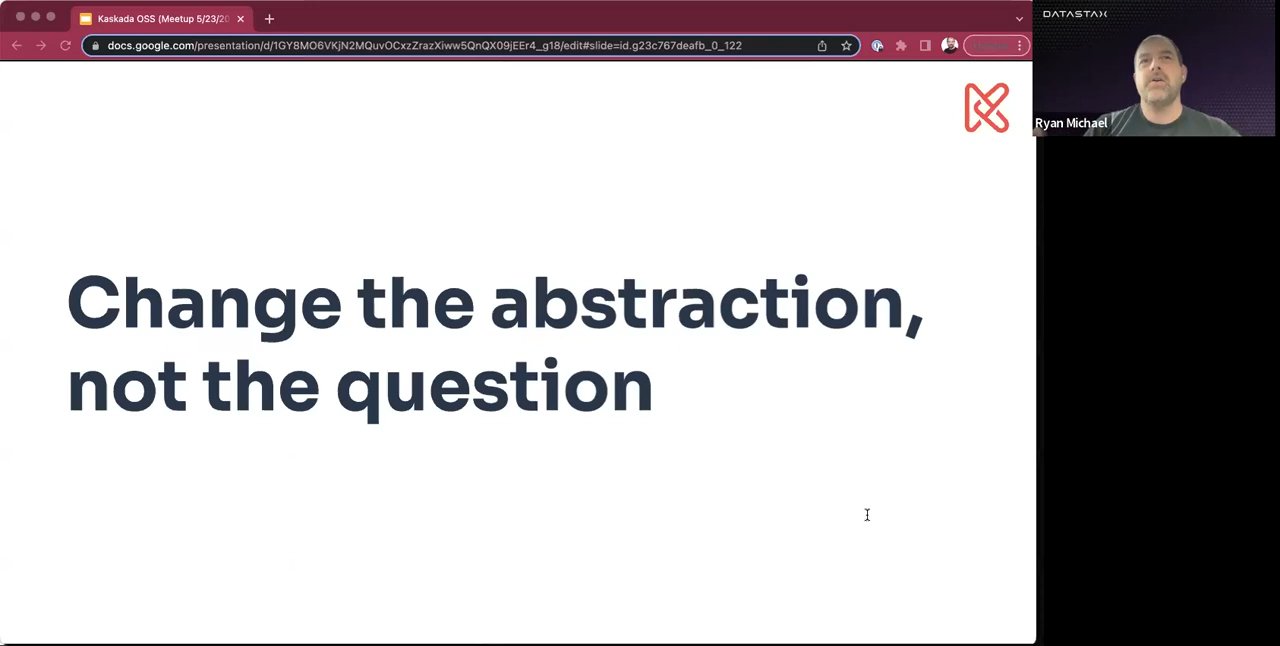 Kaskada OSS (Meetup 5/23/20
docs.google.com/presentation/d/1GY8MO6VKjN2MQuvOCxzZrazXiww5QnQX09jEEr4_g18/edit#slide=id.g23c767deafb_0_122
DATASTAX
Ryan Michael
Change the abstraction,
not the question